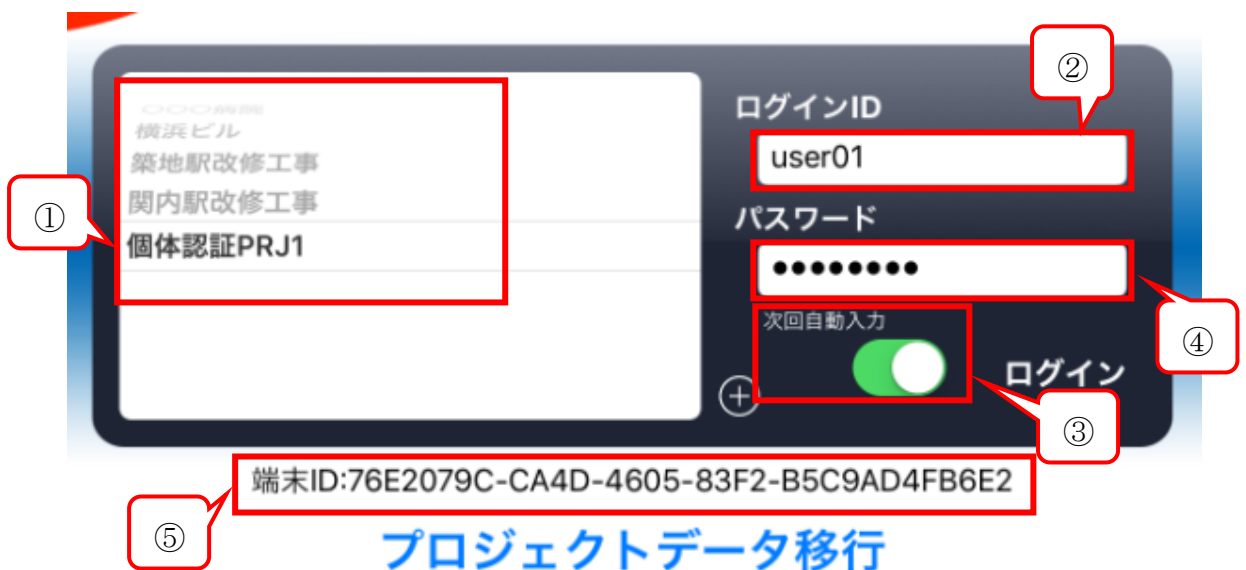 ○○○病院
横浜ビル
築地駅改修工事
関内駅改修工事
個体認証PRJ1
①
ログインID
②
user01
パスワード
●●●●●●●●
④
次回自動入力
ログイン
③
端末ID:76E2079C-CA4D-4605-83F2-B5C9AD4FB6E2
⑤
プロジェクトデータ移行